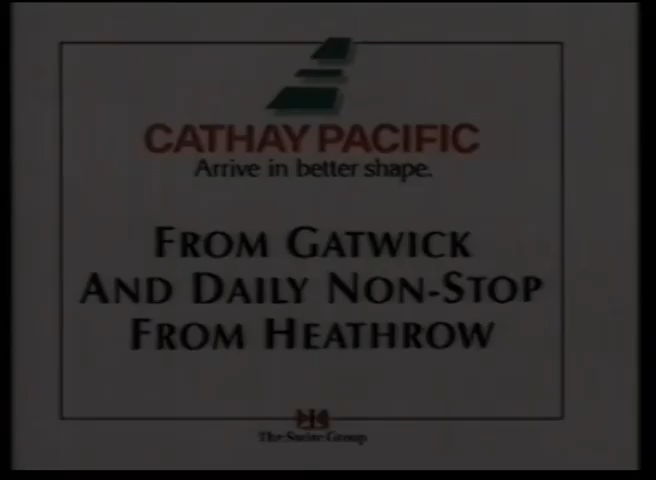 CATHAY PACIFIC
Arrive in better shape.
FROM GATWICK
AND DAILY NON-STOP
FROM HEATHROW
The Swire Group